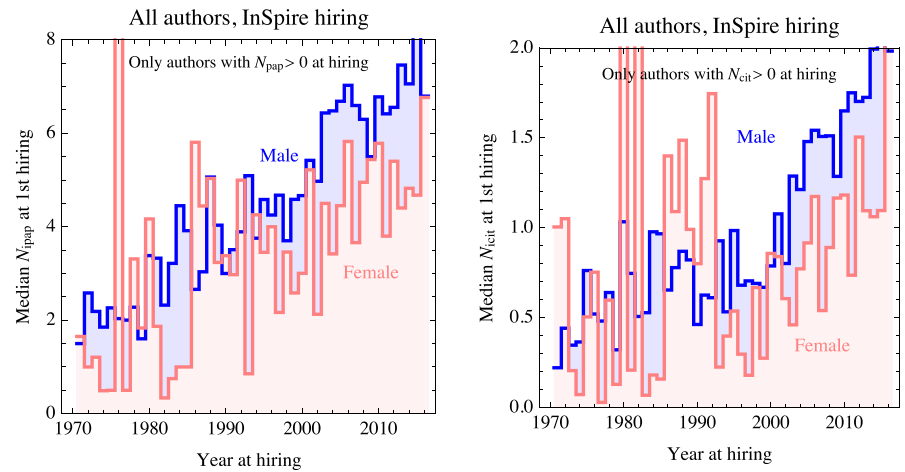 All authors, InSpire hiring
Only authors with Npap > 0 at hiring
Male
Female
Median Nipap at 1st hiring
0
2
4
6
8
1970
1980
1990
2000
2010
Year at hiring
All authors, InSpire hiring
Only authors with Ncit > 0 at hiring
Male
Female
Median Nicit at 1st hiring
0.0
0.5
1.0
1.5
2.0
1970
1980
1990
2000
2010
Year at hiring